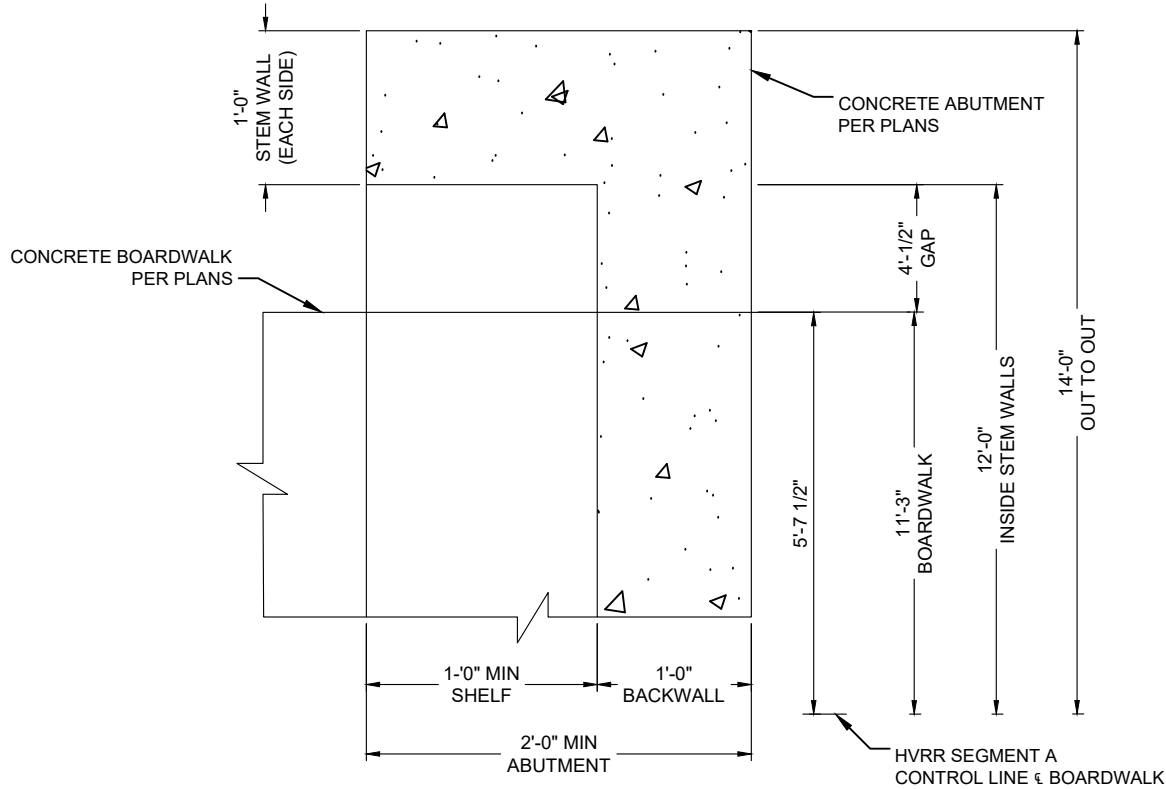 1'-0"
STEM WALL
(EACH SIDE)
CONCRETE ABUTMENT
PER PLANS
CONCRETE BOARDWALK
PER PLANS
4'-1/2"
GAP
14'-0"
OUT TO OUT
12'-0"
INSIDE STEM WALLS
11'-3"
BOARDWALK
5'-7 1/2"
1-'0" MIN
SHELF
1'-0"
BACKWALL
2'-0" MIN
ABUTMENT
HVRR SEGMENT A
CONTROL LINE ℄ BOARDWALK